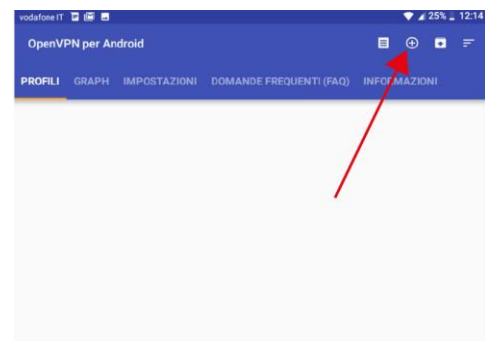 vodafone IT 25% 12:14
OpenVPN per Android
PROFILI GRAPH IMPOSTAZIONI DOMANDE FREQUENTI (FAQ) INFORMAZIONI